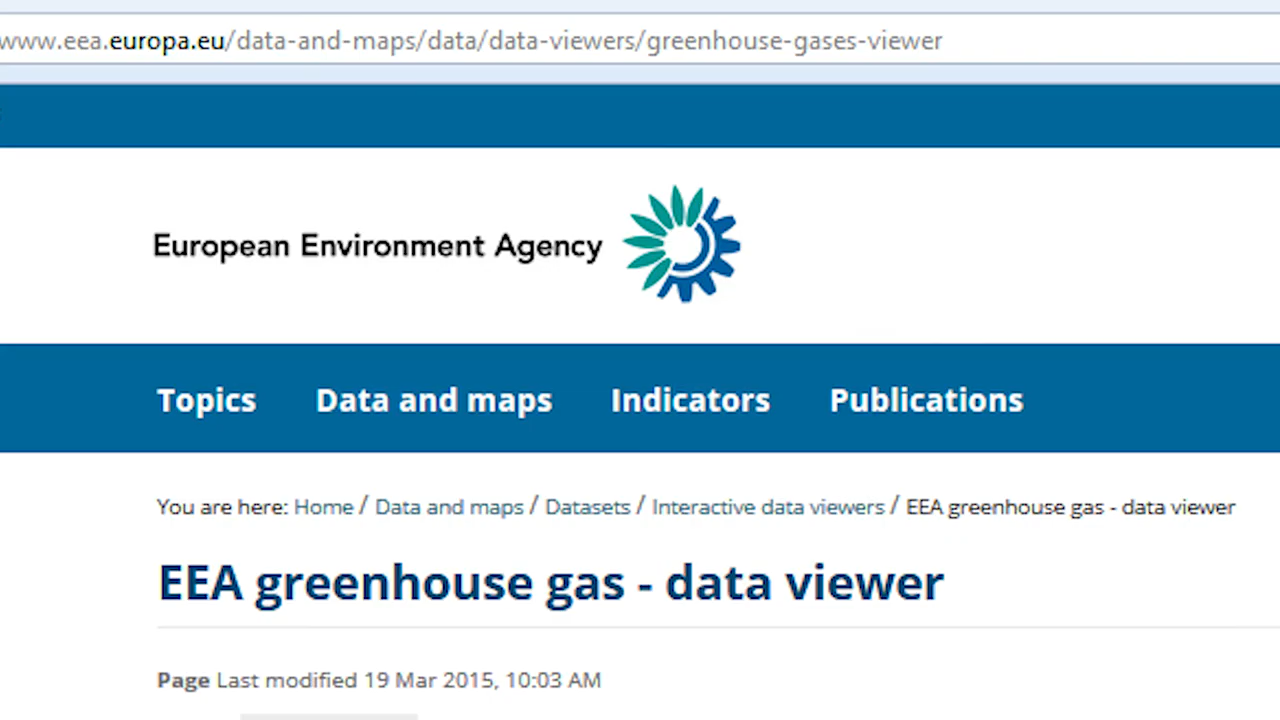 www.eea.europa.eu/data-and-maps/data/data-viewers/greenhouse-gases-viewer
European Environment Agency
Topics Data and maps Indicators Publications
You are here: Home / Data and maps / Datasets / Interactive data viewers / EEA greenhouse gas - data viewer
EEA greenhouse gas - data viewer
Page Last modified 19 Mar 2015, 10:03 AM